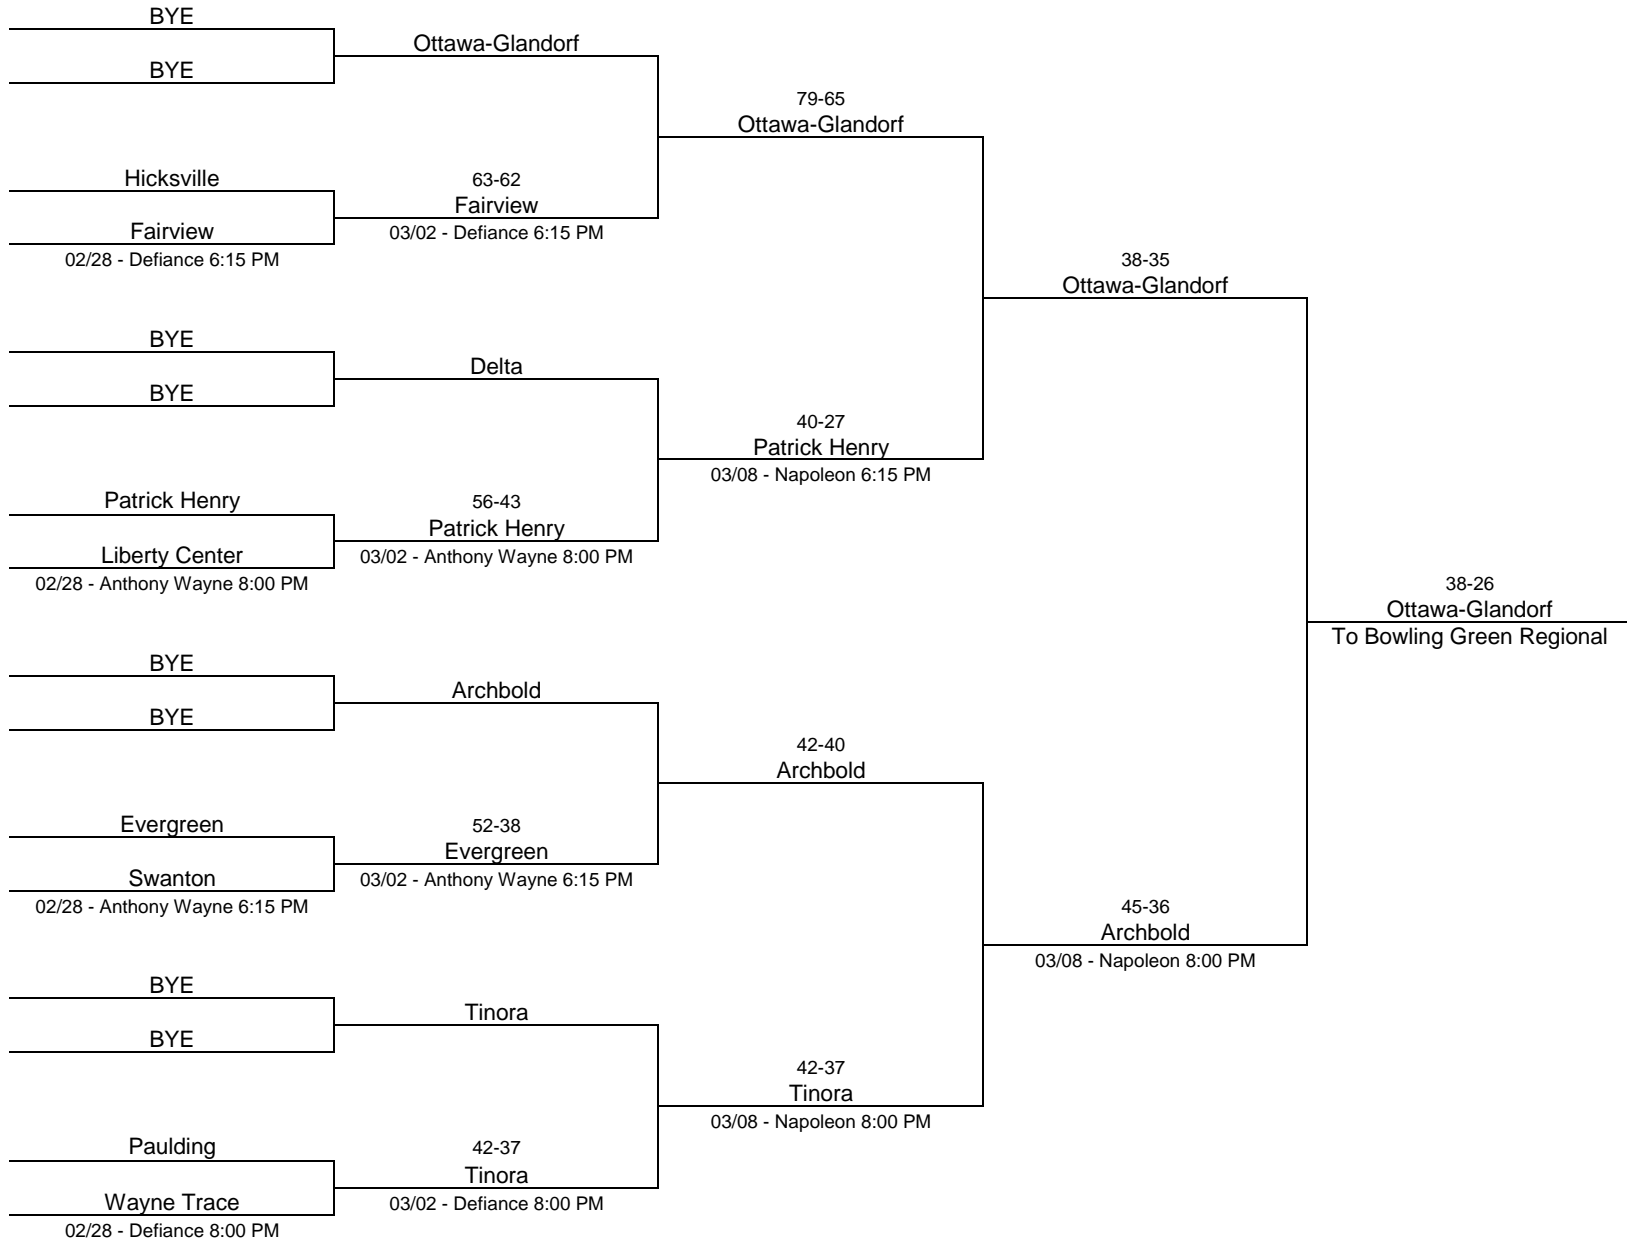 BYE
BYE
Hicksville
Fairview
02/28 - Defiance 6:15 PM
BYE
BYE
Patrick Henry
Liberty Center
02/28 - Anthony Wayne 8:00 PM
BYE
BYE
Evergreen
Swanton
02/28 - Anthony Wayne 6:15 PM
BYE
BYE
Paulding
Wayne Trace
02/28 - Defiance 8:00 PM
Ottawa-Glandorf
63-62
Fairview
03/02 - Defiance 6:15 PM
Delta
56-43
Patrick Henry
03/02 - Anthony Wayne 8:00 PM
Archbold
52-38
Evergreen
03/02 - Anthony Wayne 6:15 PM
Tinora
42-37
Tinora
03/02 - Defiance 8:00 PM
79-65
Ottawa-Glandorf
40-27
Patrick Henry
03/08 - Napoleon 6:15 PM
42-40
Archbold
42-37
Tinora
03/08 - Napoleon 8:00 PM
38-35
Ottawa-Glandorf
45-36
Archbold
03/08 - Napoleon 8:00 PM
38-26
Ottawa-Glandorf
To Bowling Green Regional